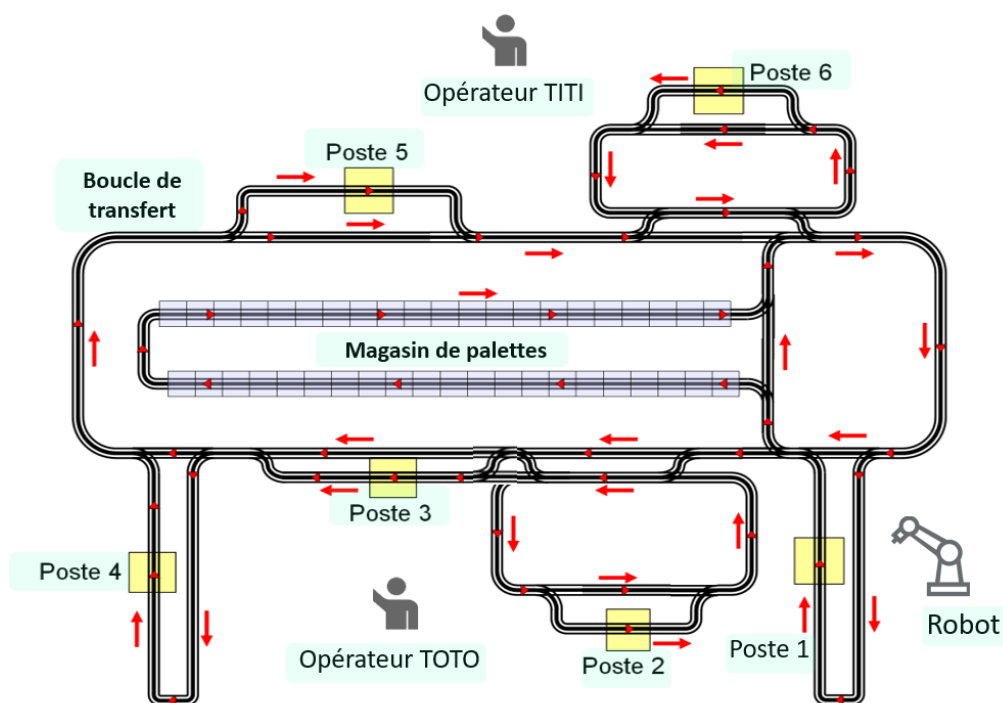 Poste 6
Opérateur TITI
Poste 5
Boucle de
transfert
Magasin de palettes
Poste 3
Poste 4
Robot
Poste 1
Opérateur TOTO
Poste 2